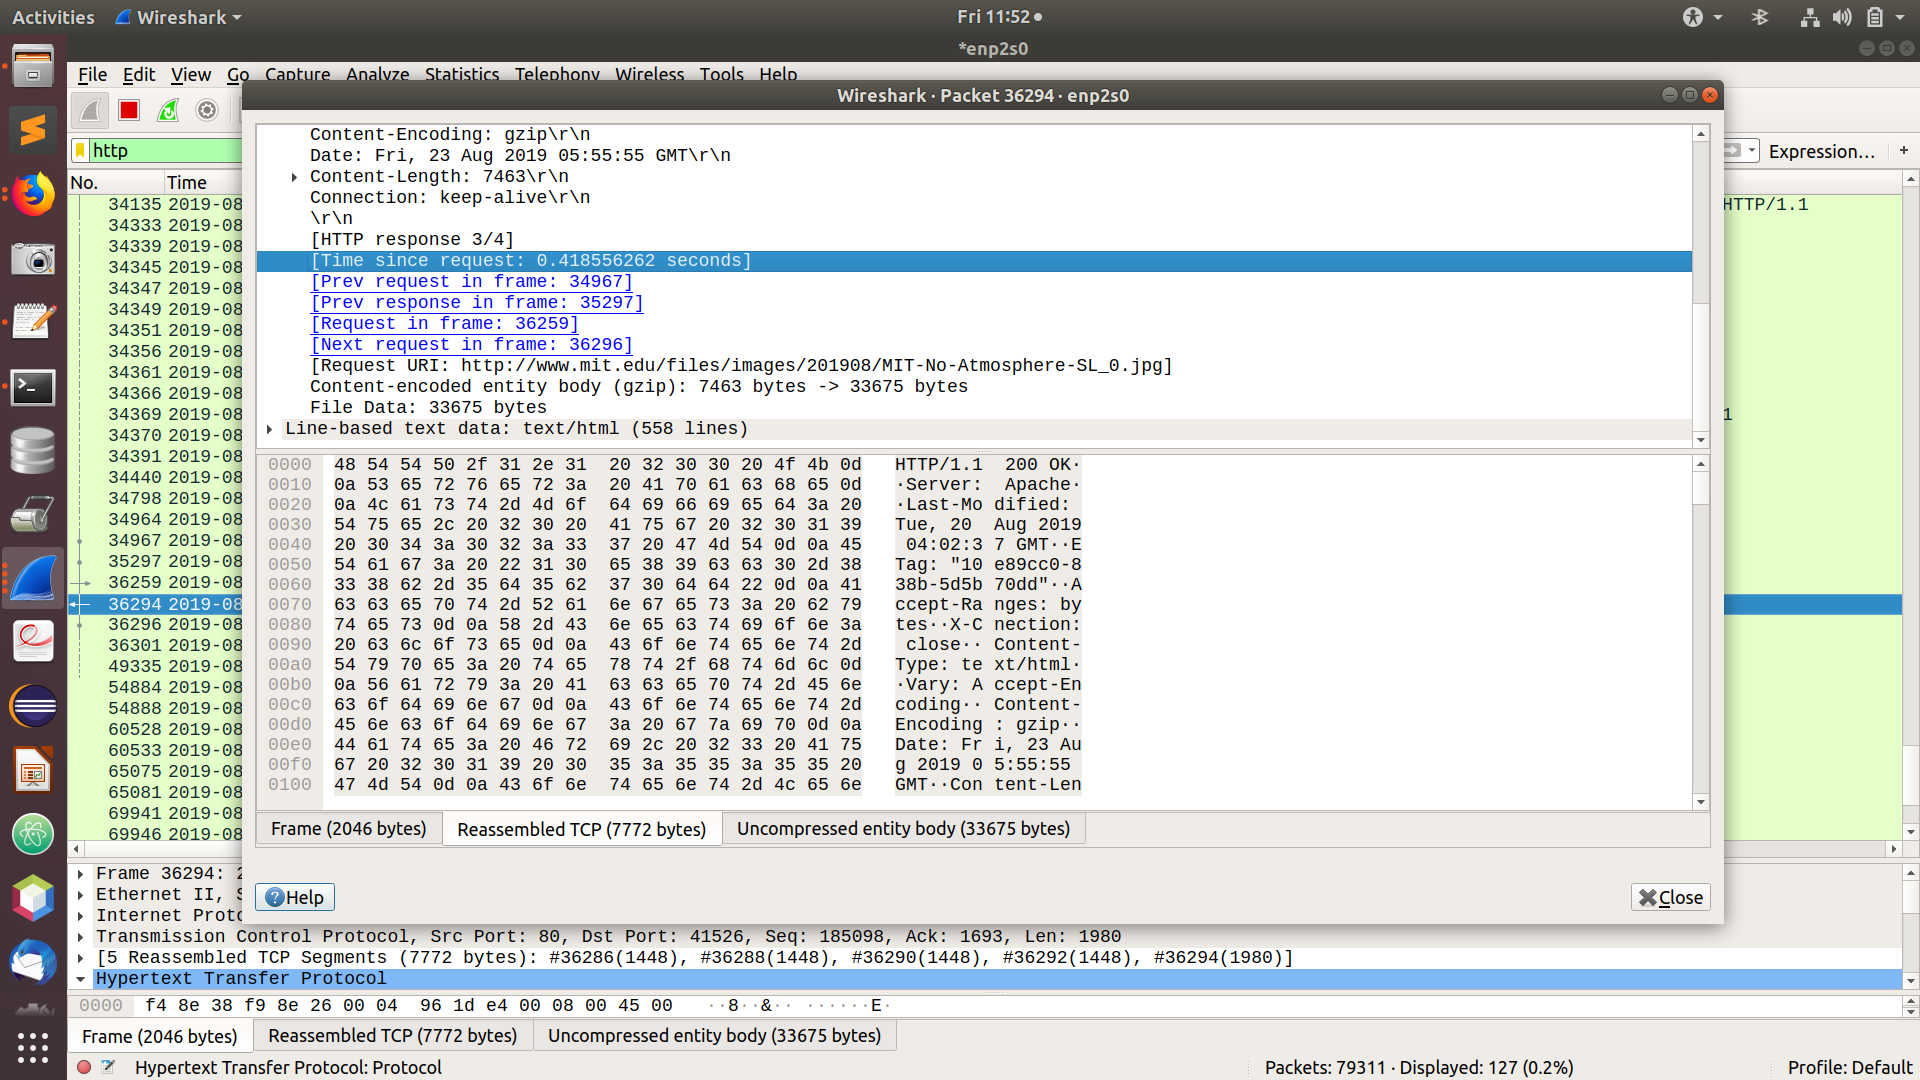 Activities
Wireshark
Fri 11:52
*enp2s0
File Edit View Go Capture Analyze Statistics Telephony Wireless Tools Help
Wireshark · Packet 36294 · enp2s0
http
Expression…
+
No.
Time
34135 2019-08
34333 2019-08
34339 2019-08
34345 2019-08
34347 2019-08
34349 2019-08
34351 2019-08
34356 2019-08
34361 2019-08
34366 2019-08
34369 2019-08
34370 2019-08
34391 2019-08
34440 2019-08
34798 2019-08
34964 2019-08
34967 2019-08
35297 2019-08
36259 2019-08
36294 2019-08
36296 2019-08
36301 2019-08
49335 2019-08
54884 2019-08
54888 2019-08
60528 2019-08
60533 2019-08
65075 2019-08
65081 2019-08
69941 2019-08
69946 2019-08
HTTP/1.1
1
Content-Encoding: gzip\r\n
Date: Fri, 23 Aug 2019 05:55:55 GMT\r\n
Content-Length: 7463\r\n
Connection: keep-alive\r\n
\r\n
[HTTP response 3/4]
[Time since request: 0.418556262 seconds]
[Prev request in frame: 34967]
[Prev response in frame: 35297]
[Request in frame: 36259]
[Next request in frame: 36296]
[Request URI: http://www.mit.edu/files/images/201908/MIT-No-Atmosphere-SL_0.jpg]
Content-encoded entity body (gzip): 7463 bytes -> 33675 bytes
File Data: 33675 bytes
Line-based text data: text/html (558 lines)
0000 48 54 54 50 2f 31 2e 31 20 32 30 30 20 4f 4b 0d HTTP/1.1 200 OK·
0010 0a 53 65 72 76 65 72 3a 20 41 70 61 63 68 65 0d ·Server: Apache·
0020 0a 4c 61 73 74 2d 4d 6f 64 69 66 69 65 64 3a 20 ·Last-Mo dified:
0030 54 75 65 2c 20 32 30 20 41 75 67 20 32 30 31 39 Tue, 20 Aug 2019
0040 20 30 34 3a 30 32 3a 33 37 20 47 4d 54 0d 0a 45 04:02:3 7 GMT··E
0050 54 61 67 3a 20 22 31 30 65 38 39 63 63 30 2d 38 Tag: "10 e89cc0-8
0060 33 38 62 2d 35 64 35 62 37 30 64 64 22 0d 0a 41 38b-5d5b 70dd"··A
0070 63 63 65 70 74 2d 52 61 6e 67 65 73 3a 20 62 79 ccept-Ra nges: by
0080 74 65 73 0d 0a 58 2d 43 6e 65 63 74 69 6f 6e 3a tes··X-C nection:
0090 20 63 6c 6f 73 65 0d 0a 43 6f 6e 74 65 6e 74 2d close·· Content-
00a0 54 79 70 65 3a 20 74 65 78 74 2f 68 74 6d 6c 0d Type: te xt/html·
00b0 0a 56 61 72 79 3a 20 41 63 63 65 70 74 2d 45 6e ·Vary: A ccept-En
00c0 63 6f 64 69 6e 67 0d 0a 43 6f 6e 74 65 6e 74 2d coding·· Content-
00d0 45 6e 63 6f 64 69 6e 67 3a 20 67 7a 69 70 0d 0a Encoding : gzip··
00e0 44 61 74 65 3a 20 46 72 69 2c 20 32 33 20 41 75 Date: Fr i, 23 Au
00f0 67 20 32 30 31 39 20 30 35 3a 35 35 3a 35 35 20 g 2019 0 5:55:55
0100 47 4d 54 0d 0a 43 6f 6e 74 65 6e 74 2d 4c 65 6e GMT··Con tent-Len
Frame (2046 bytes)
Reassembled TCP (7772 bytes)
Uncompressed entity body (33675 bytes)
Help
Close
Frame 36294: 2
Ethernet II, S
Internet Proto
Transmission Control Protocol, Src Port: 80, Dst Port: 41526, Seq: 185098, Ack: 1693, Len: 1980
[5 Reassembled TCP Segments (7772 bytes): #36286(1448), #36288(1448), #36290(1448), #36292(1448), #36294(1980)]
Hypertext Transfer Protocol
0000 f4 8e 38 f9 8e 26 00 04 96 1d e4 00 08 00 45 00 ··8··&·· ······E·
Frame (2046 bytes)
Reassembled TCP (7772 bytes)
Uncompressed entity body (33675 bytes)
Hypertext Transfer Protocol: Protocol
Packets: 79311 · Displayed: 127 (0.2%)
Profile: Default